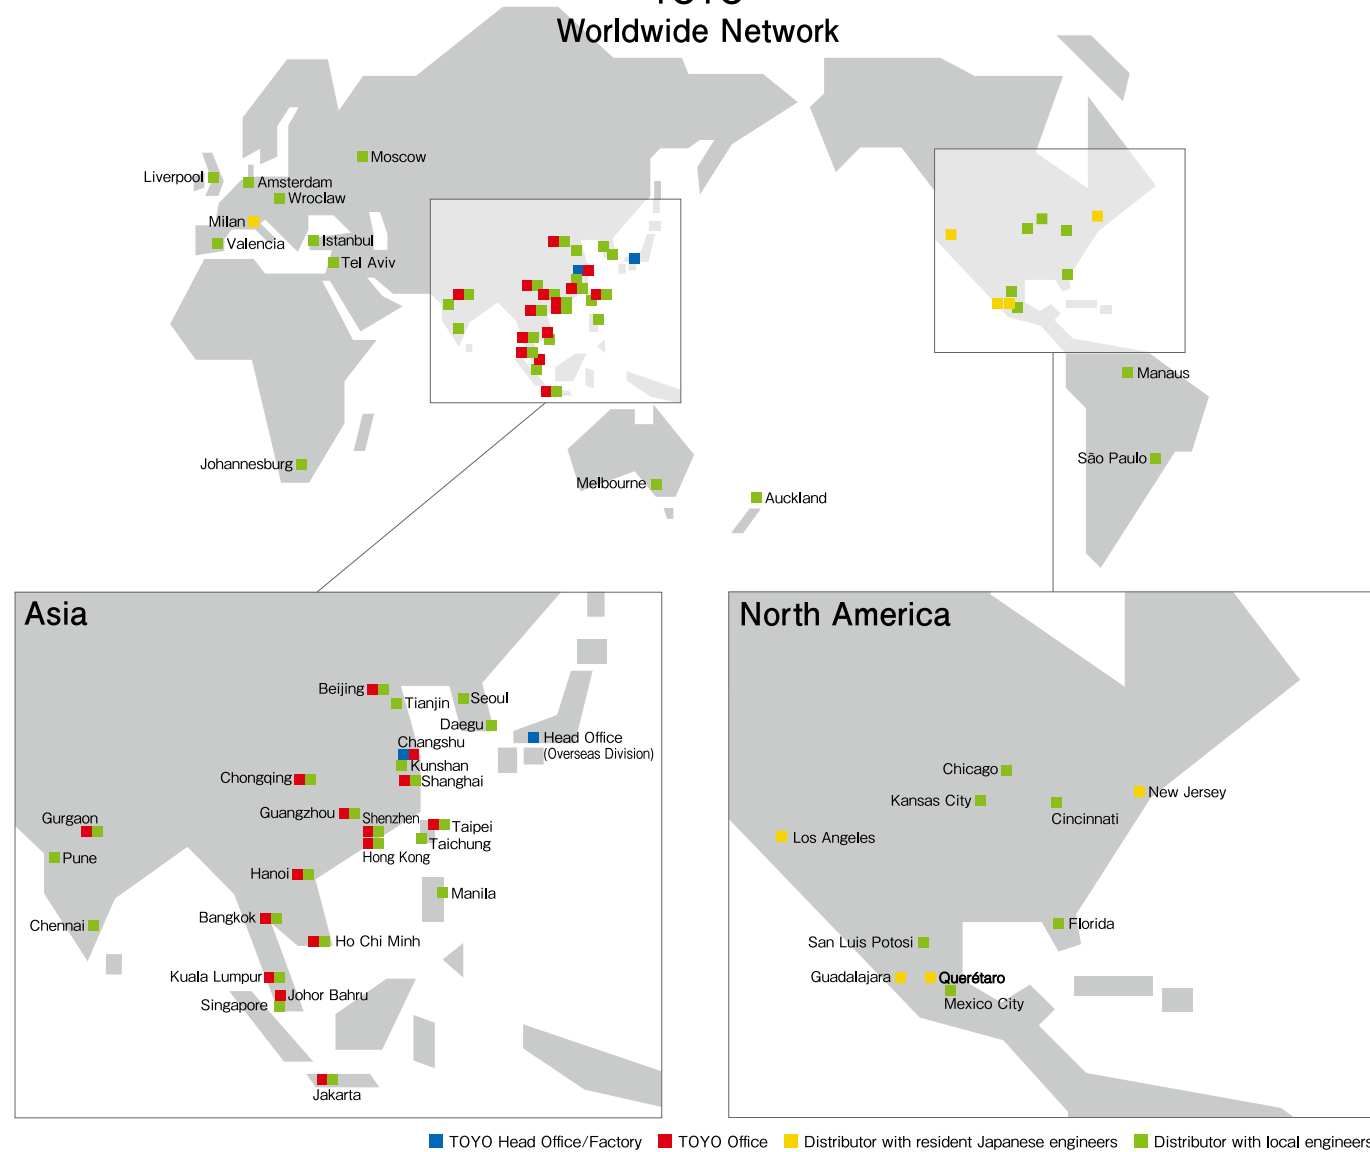 TOYO
Worldwide Network
Moscow
Liverpool
Amsterdam
Wroclaw
Milan
Valencia
Istanbul
Tel Aviv
Johannesburg
Melbourne
Auckland
Manaus
São Paulo
Asia
Beijing
Tianjin
Seoul
Daegu
Changshu
Head Office
(Overseas Division)
Kunshan
Chongqing
Shanghai
Guangzhou
Shenzhen
Gurgaon
Taipei
Taichung
Pune
Hong Kong
Hanoi
Manila
Bangkok
Chennai
Ho Chi Minh
Kuala Lumpur
Johor Bahru
Singapore
Jakarta
North America
Chicago
New Jersey
Kansas City
Cincinnati
Los Angeles
Florida
San Luis Potosi
Guadalajara
Querétaro
Mexico City
TOYO Head Office/Factory
TOYO Office
Distributor with resident Japanese engineers
Distributor with local engineers